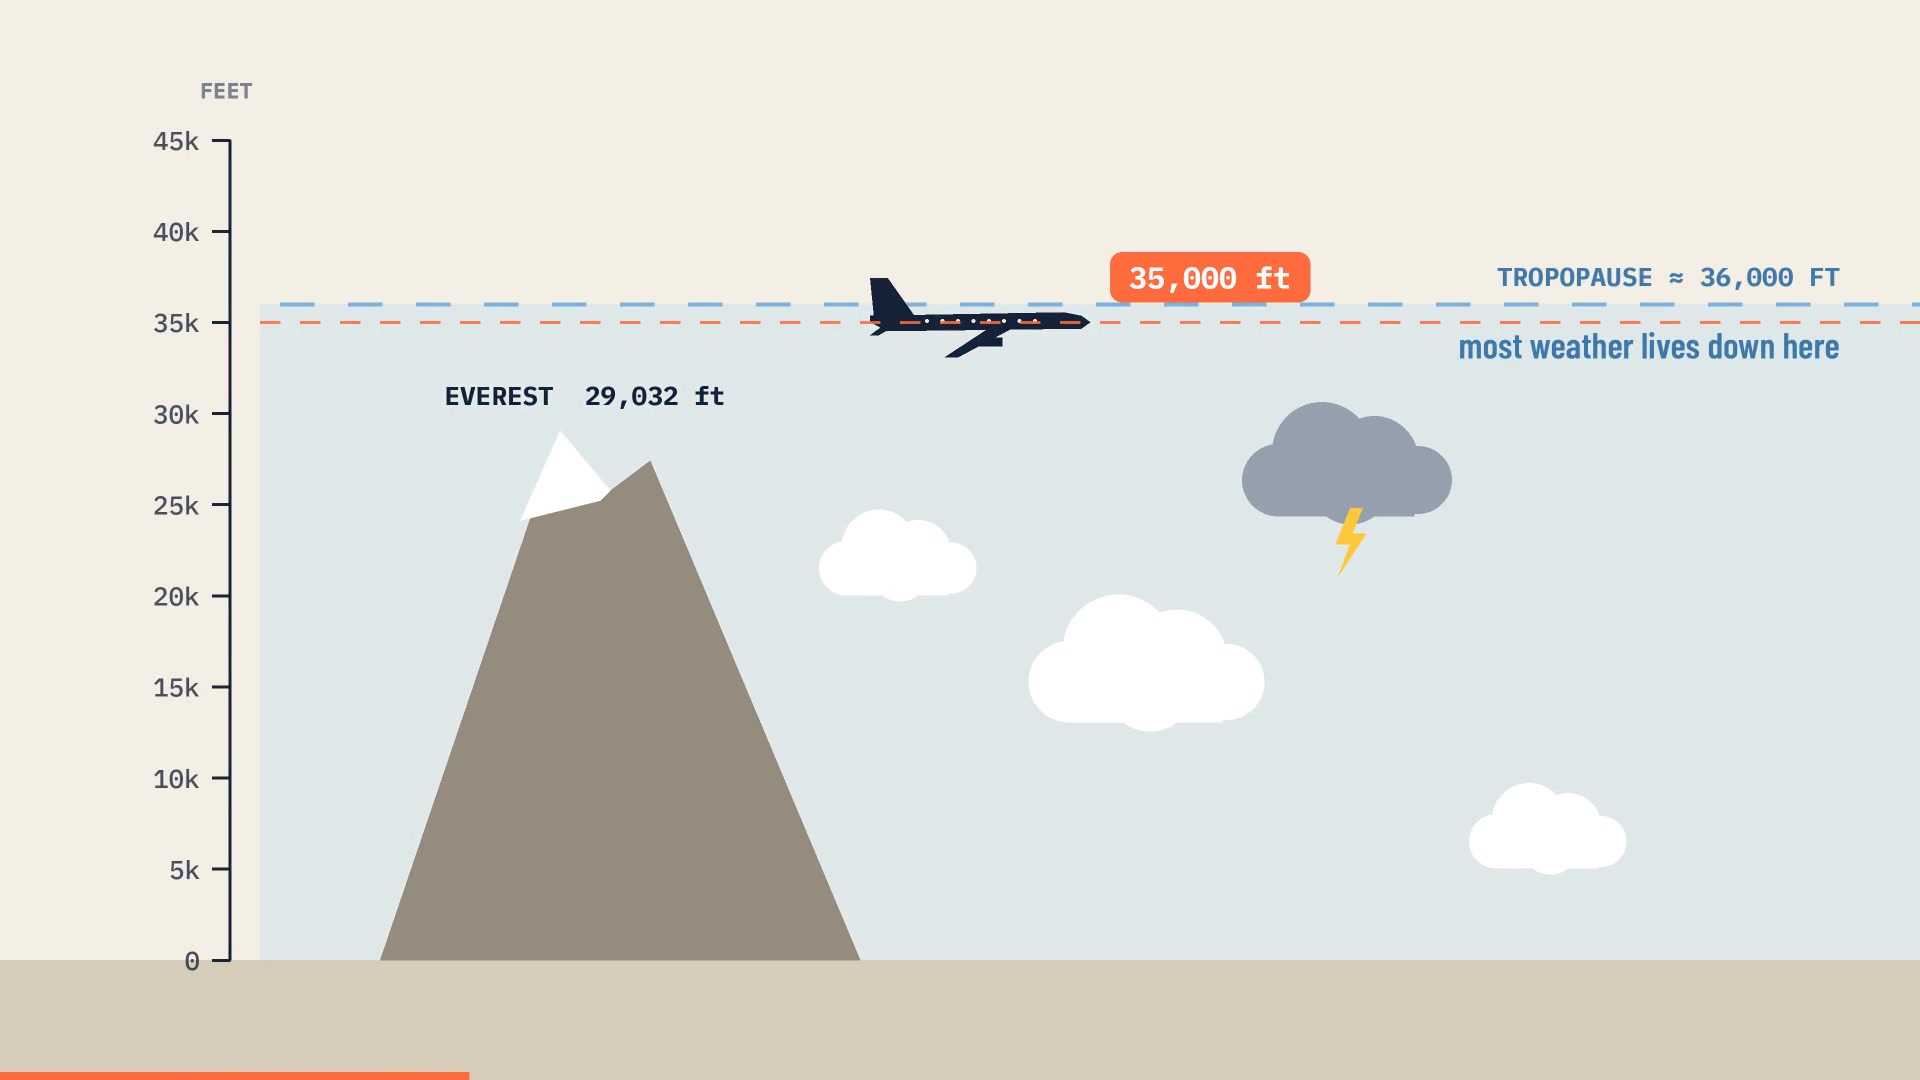 FEET
45k
40k
35,000 ft
TROPOPAUSE ≈ 36,000 FT
35k
most weather lives down here
EVEREST 29,032 ft
30k
25k
20k
15k
10k
5k
0